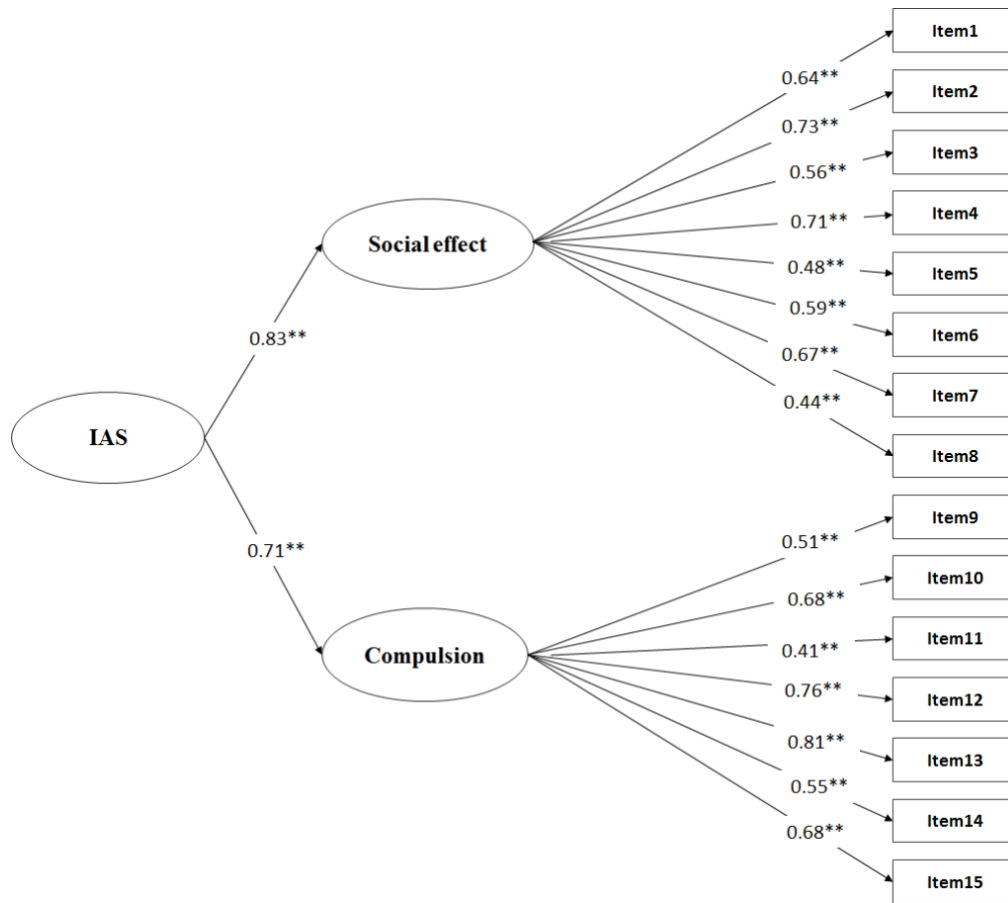 Item1
0.64**
Item2
0.73**
Item3
0.56**
Item4
0.71**
Social effect
Item5
0.48**
Item6
0.59**
0.83**
0.67**
Item7
0.44**
IAS
Item8
Item9
0.51**
0.71**
Item10
0.68**
Item11
0.41**
Compulsion
Item12
0.76**
Item13
0.81**
0.55**
Item14
0.68**
Item15